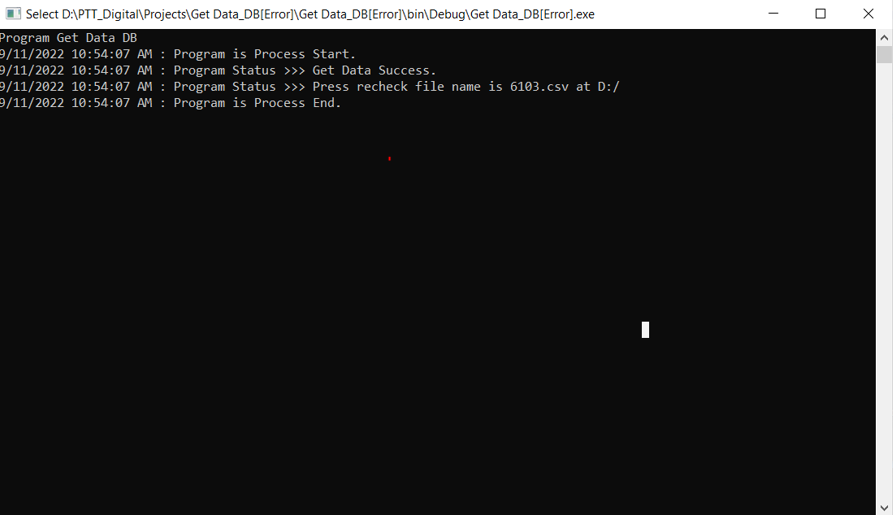 Select D:\PTT_Digital\Projects\Get Data_DB[Error]\Get Data_DB[Error]\bin\Debug\Get Data_DB[Error].exe
Program Get Data DB
9/11/2022 10:54:07 AM : Program is Process Start.
9/11/2022 10:54:07 AM : Program Status >>> Get Data Success.
9/11/2022 10:54:07 AM : Program Status >>> Press recheck file name is 6103.csv at D:/
9/11/2022 10:54:07 AM : Program is Process End.